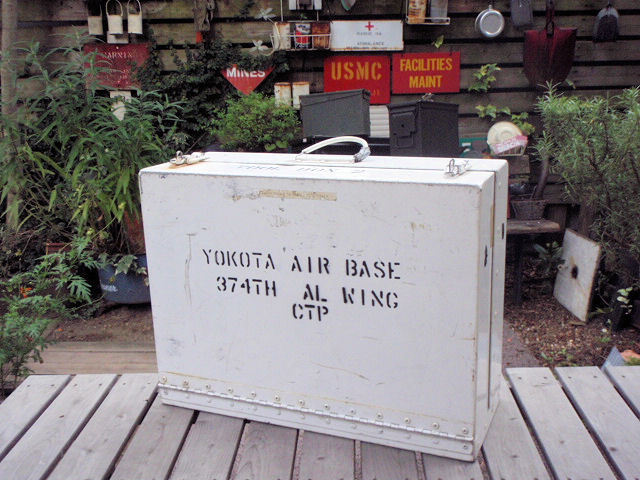 MINES
USMC
FACILITIES
MAINT
YOKOTA AIR BASE
374TH AL WING
CTP